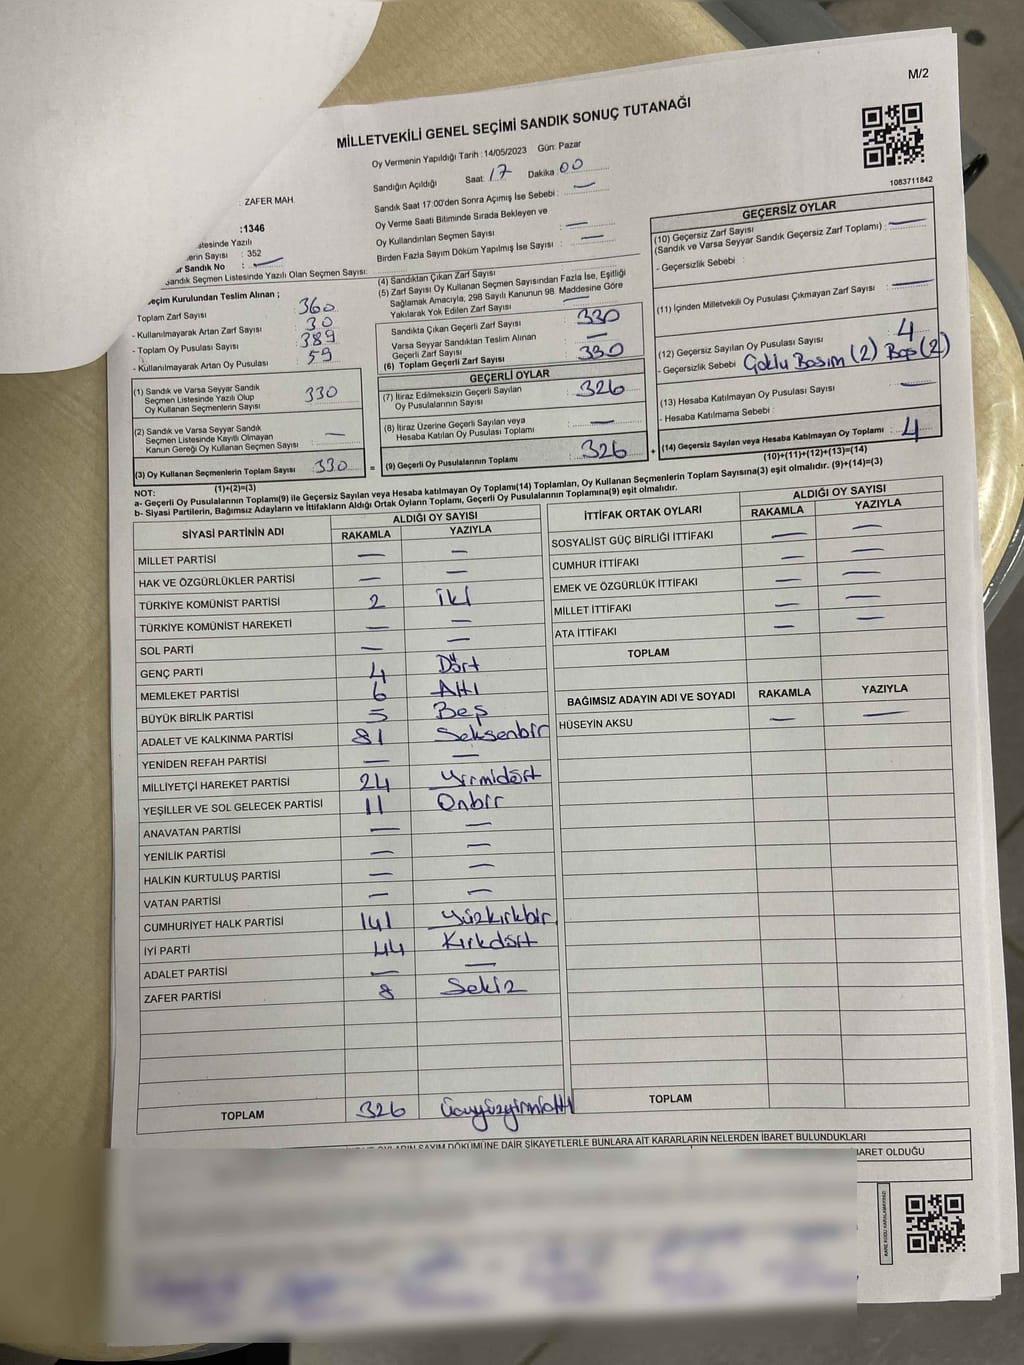 M/2
MİLLETVEKİLİ GENEL SEÇİMİ SANDIK SONUÇ TUTANAĞI
Oy Vermenin Yapıldığı Tarih : 14/05/2023 Gün: Pazar
Sandığın Açıldığı Saat : 17 Dakika : 00
Sandık Saat 17:00'den Sonra Açımış İse Sebebi : —
Oy Verme Saati Bitiminde Sırada Bekleyen ve
Oy Kullandırılan Seçmen Sayısı : —
Birden Fazla Sayım Döküm Yapılmış İse Sayısı : —
1083711842
ZAFER MAH.
:1346
stesinde Yazılı
erin Sayısı : 352
r Sandık No : —
andık Seçmen Listesinde Yazılı Olan Seçmen Sayısı:
eçim Kurulundan Teslim Alınan ;
Toplam Zarf Sayısı : 360
- Kullanılmayarak Artan Zarf Sayısı : 30
- Toplam Oy Pusulası Sayısı : 389
- Kullanılmayarak Artan Oy Pusulası : 59
(1) Sandık ve Varsa Seyyar Sandık
Seçmen Listesinde Yazılı Olup
Oy Kullanan Seçmenlerin Sayısı : 330
(2) Sandık ve Varsa Seyyar Sandık
Seçmen Listesinde Kayıtlı Olmayan
Kanun Gereği Oy Kullanan Seçmen Sayısı : —
(3) Oy Kullanan Seçmenlerin Toplam Sayısı : 330
(1)+(2)=(3)
(4) Sandıktan Çıkan Zarf Sayısı :
(5) Zarf Sayısı Oy Kullanan Seçmen Sayısından Fazla İse, Eşitliği
Sağlamak Amacıyla, 298 Sayılı Kanunun 98. Maddesine Göre
Yakılarak Yok Edilen Zarf Sayısı : —
Sandıkta Çıkan Geçerli Zarf Sayısı : 330
Varsa Seyyar Sandıktan Teslim Alınan
Geçerli Zarf Sayısı : —
(6) Toplam Geçerli Zarf Sayısı : 330
GEÇERLİ OYLAR
(7) İtiraz Edilmeksizin Geçerli Sayılan
Oy Pusulalarının Sayısı : 326
(8) İtiraz Üzerine Geçerli Sayılan veya
Hesaba Katılan Oy Pusulası Toplamı : —
= (9) Geçerli Oy Pusulalarının Toplamı : 326 +
GEÇERSİZ OYLAR
(10) Geçersiz Zarf Sayısı
(Sandık ve Varsa Seyyar Sandık Geçersiz Zarf Toplamı) : —
- Geçersizlik Sebebi :
(11) İçinden Milletvekili Oy Pusulası Çıkmayan Zarf Sayısı : —
(12) Geçersiz Sayılan Oy Pusulası Sayısı : 4
- Geçersizlik Sebebi : Çoklu Basım (2) Boş (2)
(13) Hesaba Katılmayan Oy Pusulası Sayısı : —
- Hesaba Katılmama Sebebi :
(14) Geçersiz Sayılan veya Hesaba Katılmayan Oy Toplamı : 4
(10)+(11)+(12)+(13)=(14)
NOT:
a- Geçerli Oy Pusulalarının Toplamı(9) ile Geçersiz Sayılan veya Hesaba katılmayan Oy Toplamı(14) Toplamları, Oy Kullanan Seçmenlerin Toplam Sayısına(3) eşit olmalıdır. (9)+(14)=(3)
b- Siyasi Partilerin, Bağımsız Adayların ve İttifakların Aldığı Ortak Oyların Toplamı, Geçerli Oy Pusulalarının Toplamına(9) eşit olmalıdır.
SİYASİ PARTİNİN ADI ALDIĞI OY SAYISI
RAKAMLA YAZIYLA
MİLLET PARTİSİ — —
HAK VE ÖZGÜRLÜKLER PARTİSİ — —
TÜRKİYE KOMÜNİST PARTİSİ 2 İki
TÜRKİYE KOMÜNİST HAREKETİ — —
SOL PARTİ — —
GENÇ PARTİ 4 Dört
MEMLEKET PARTİSİ 6 Altı
BÜYÜK BİRLİK PARTİSİ 5 Beş
ADALET VE KALKINMA PARTİSİ 81 Seksenbir
YENİDEN REFAH PARTİSİ — —
MİLLİYETÇİ HAREKET PARTİSİ 24 Yirmidört
YEŞİLLER VE SOL GELECEK PARTİSİ 11 Onbir
ANAVATAN PARTİSİ — —
YENİLİK PARTİSİ — —
HALKIN KURTULUŞ PARTİSİ — —
VATAN PARTİSİ — —
CUMHURİYET HALK PARTİSİ 141 Yüzkırkbir
İYİ PARTİ 44 Kırkdört
ADALET PARTİSİ — —
ZAFER PARTİSİ 8 Sekiz
TOPLAM 326 Üçyüzyirmialtı
İTTİFAK ORTAK OYLARI ALDIĞI OY SAYISI
RAKAMLA YAZIYLA
SOSYALİST GÜÇ BİRLİĞİ İTTİFAKI — —
CUMHUR İTTİFAKI — —
EMEK VE ÖZGÜRLÜK İTTİFAKI — —
MİLLET İTTİFAKI — —
ATA İTTİFAKI — —
TOPLAM
BAĞIMSIZ ADAYIN ADI VE SOYADI RAKAMLA YAZIYLA
HÜSEYİN AKSU — —
TOPLAM
SAYIM DÖKÜMÜNE DAİR ŞİKAYETLERLE BUNLARA AİT KARARLARIN NELERDEN İBARET BULUNDUKLARI
BARET OLDUĞU
KARE KODU KARALAMAYINIZ!